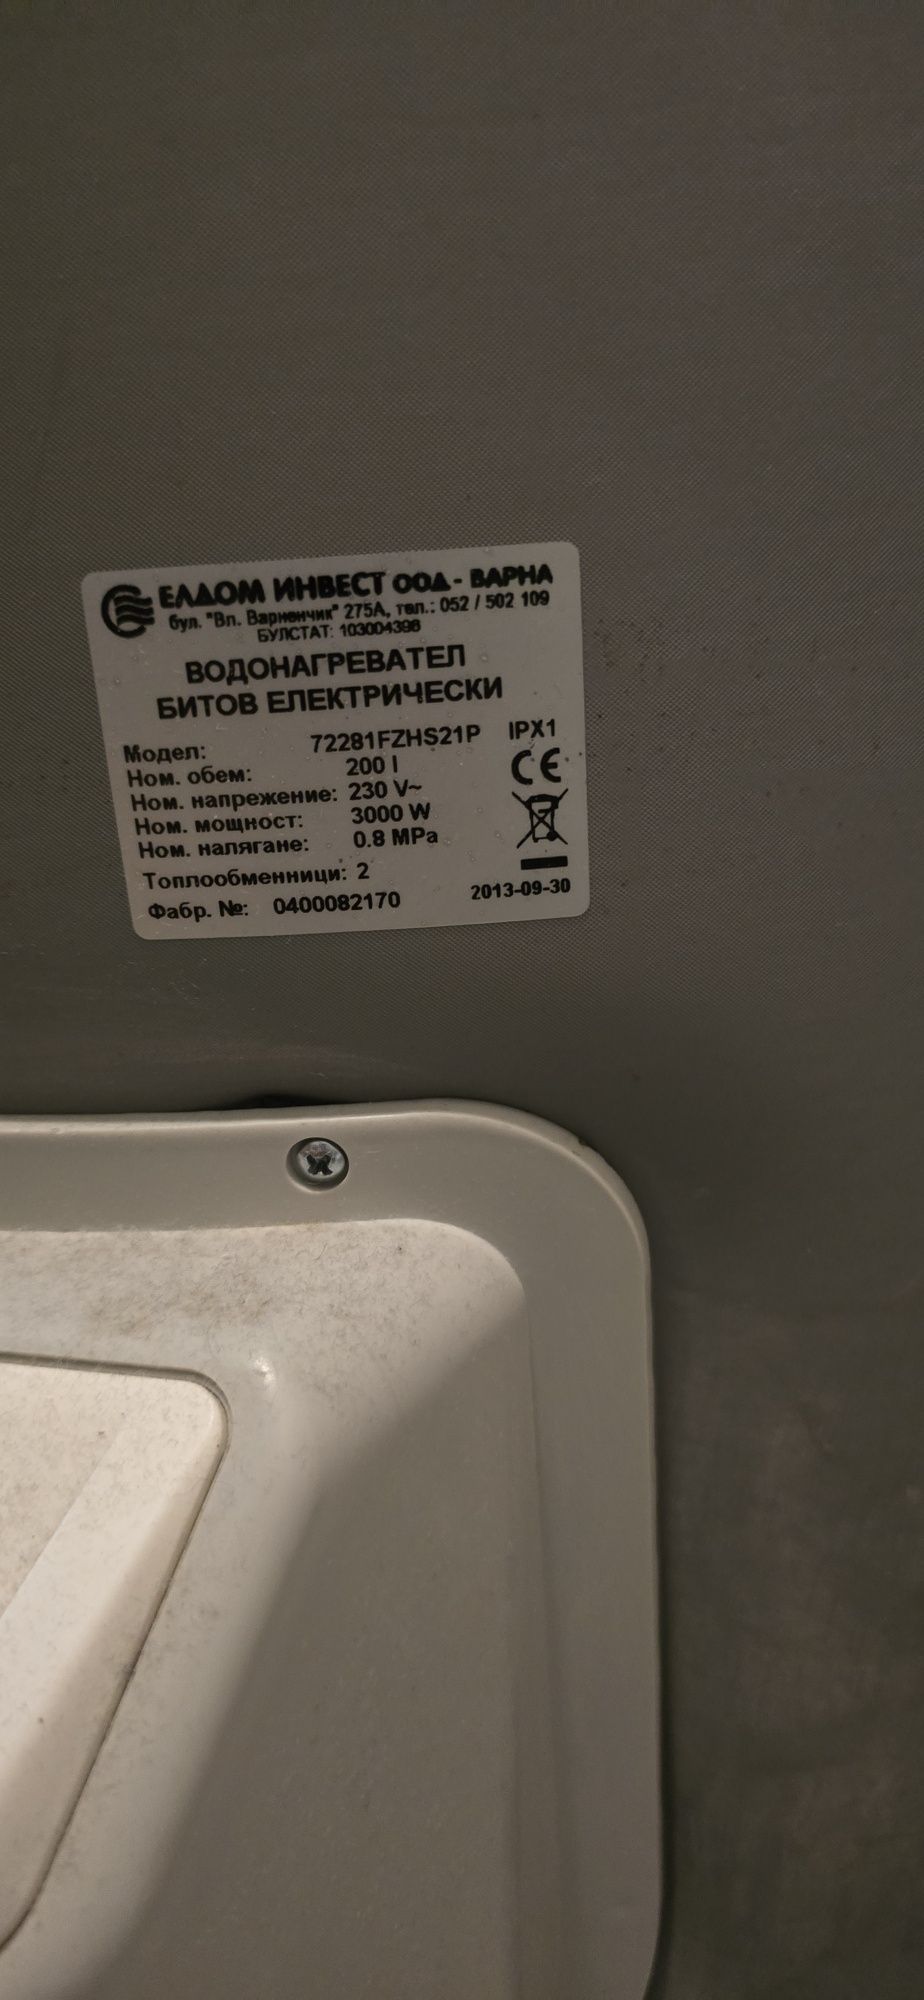 ЕЛДОМ ИНВЕСТ ООД - ВАРНА
бул. "Вл. Варненчик" 275А, тел.: 052 / 502 109
БУЛСТАТ: 103004398
ВОДОНАГРЕВАТЕЛ
БИТОВ ЕЛЕКТРИЧЕСКИ
Модел: 72281FZHS21P IPX1
Ном. обем: 200 l
Ном. напрежение: 230 V~
Ном. мощност: 3000 W
Ном. налягане: 0.8 MPa
CE
Топлообменници: 2
Фабр. №: 0400082170 2013-09-30